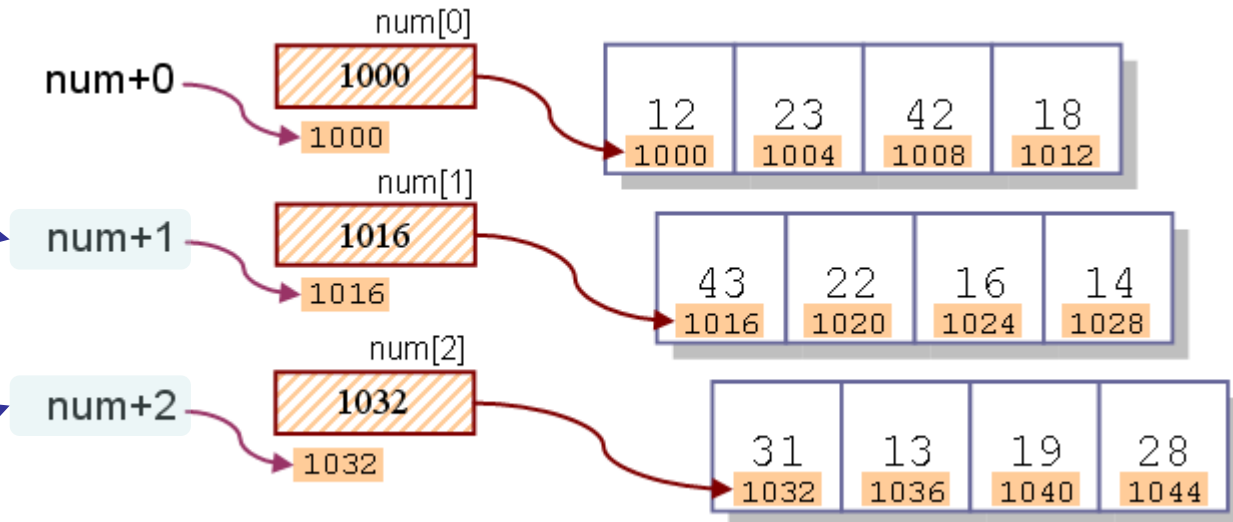 num[0]
num+0 1000 12 23 42 18
1000 1000 1004 1008 1012
num[1]
num+1 1016 43 22 16 14
1016 1016 1020 1024 1028
num[2]
num+2 1032 31 13 19 28
1032 1032 1036 1040 1044